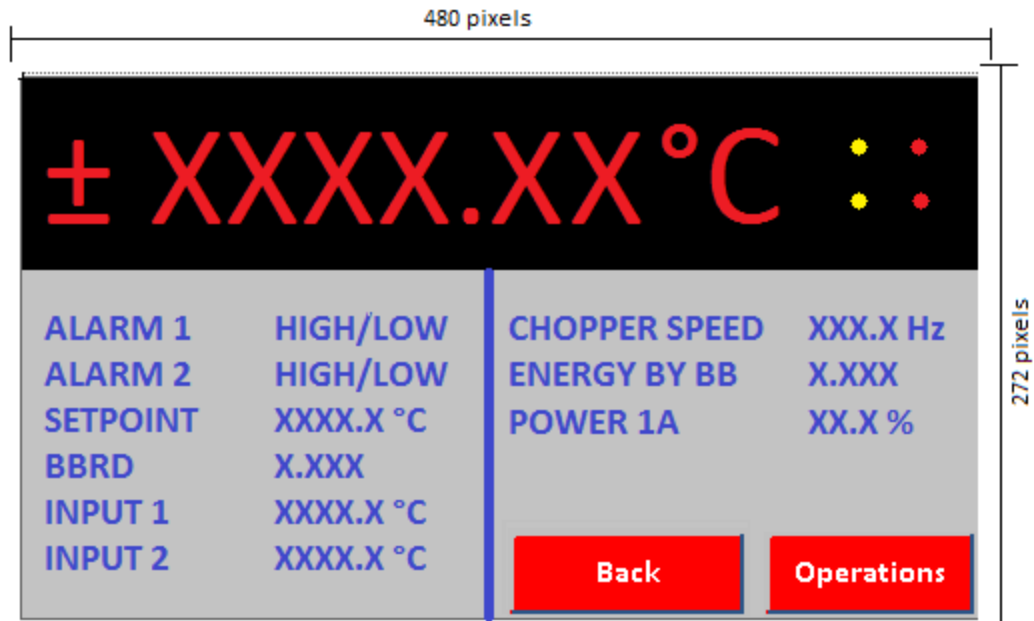 480 pixels
± XXXX.XX°C
ALARM 1 HIGH/LOW
ALARM 2 HIGH/LOW
SETPOINT XXXX.X °C
BBRD X.XXX
INPUT 1 XXXX.X °C
INPUT 2 XXXX.X °C
CHOPPER SPEED XXX.X Hz
ENERGY BY BB X.XXX
POWER 1A XX.X %
Back
Operations
272 pixels